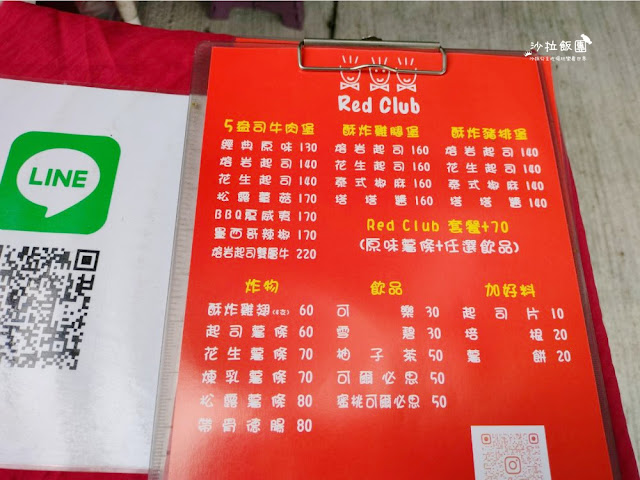 沙拉飯團
LINE
Red Club
5盎司牛肉堡
經典原味 130
熔岩起司 140
花生起司 140
松露蘑菇 170
BBQ夏威夷 170
墨西哥辣椒 170
熔岩起司雙層牛 220
酥炸雞腿堡
熔岩起司 160
花生起司 160
泰式椒麻 160
塔塔醬 160
酥炸豬排堡
熔岩起司 140
花生起司 140
泰式椒麻 140
塔塔醬 140
Red Club 套餐+70
(原味薯條+任選飲品)
炸物
酥炸雞翅 60
起司薯條 60
花生薯條 70
煉乳薯條 70
松露薯條 80
帶骨德腸 80
飲品
可樂 30
雪碧 30
柚子茶 50
可爾必思 50
蜜桃可爾必思 50
加好料
起司片 10
培根 20
薯餅 20